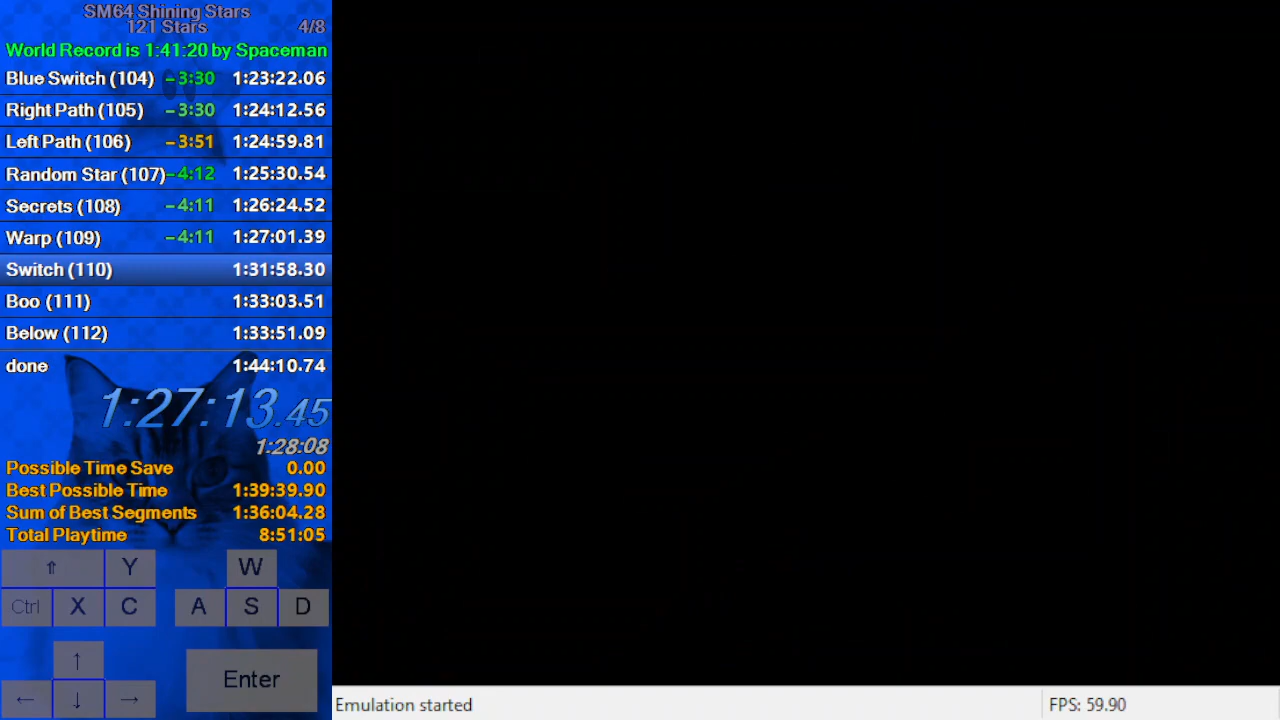 SM64 Shining Stars
121 Stars 4/8
World Record is 1:41:20 by Spaceman
Blue Switch (104) -3:30 1:23:22.06
Right Path (105) -3:30 1:24:12.56
Left Path (106) -3:51 1:24:59.81
Random Star (107) -4:12 1:25:30.54
Secrets (108) -4:11 1:26:24.52
Warp (109) -4:11 1:27:01.39
Switch (110) 1:31:58.30
Boo (111) 1:33:03.51
Below (112) 1:33:51.09
done 1:44:10.74
1:27:13.45
1:28:08
Possible Time Save 0.00
Best Possible Time 1:39:39.90
Sum of Best Segments 1:36:04.28
Total Playtime 8:51:05
⇑ Y W
Ctrl X C A S D
↑
Enter
← ↓ →
Emulation started FPS: 59.90